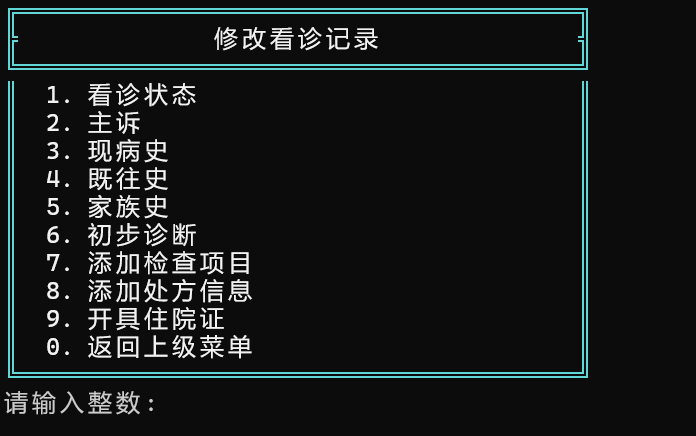 修改看诊记录
1. 看诊状态
2. 主诉
3. 现病史
4. 既往史
5. 家族史
6. 初步诊断
7. 添加检查项目
8. 添加处方信息
9. 开具住院证
0. 返回上级菜单
请输入整数: